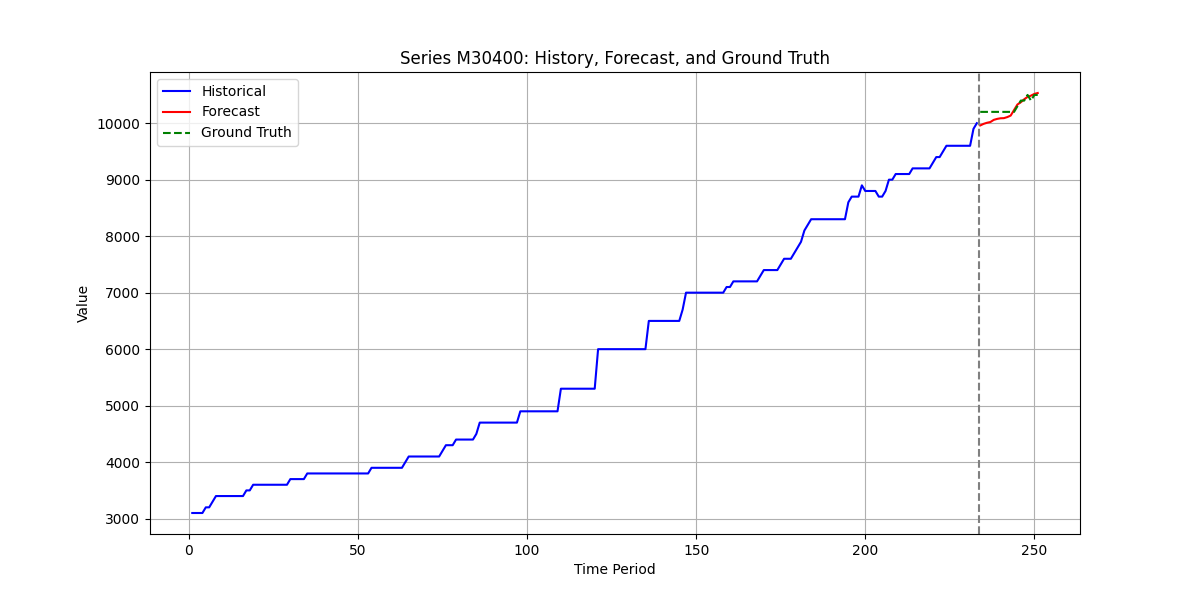 Series M30400: History, Forecast, and Ground Truth
Historical
Forecast
Ground Truth
10000
9000
8000
7000
6000
5000
4000
3000
Value
0 50 100 150 200 250
Time Period